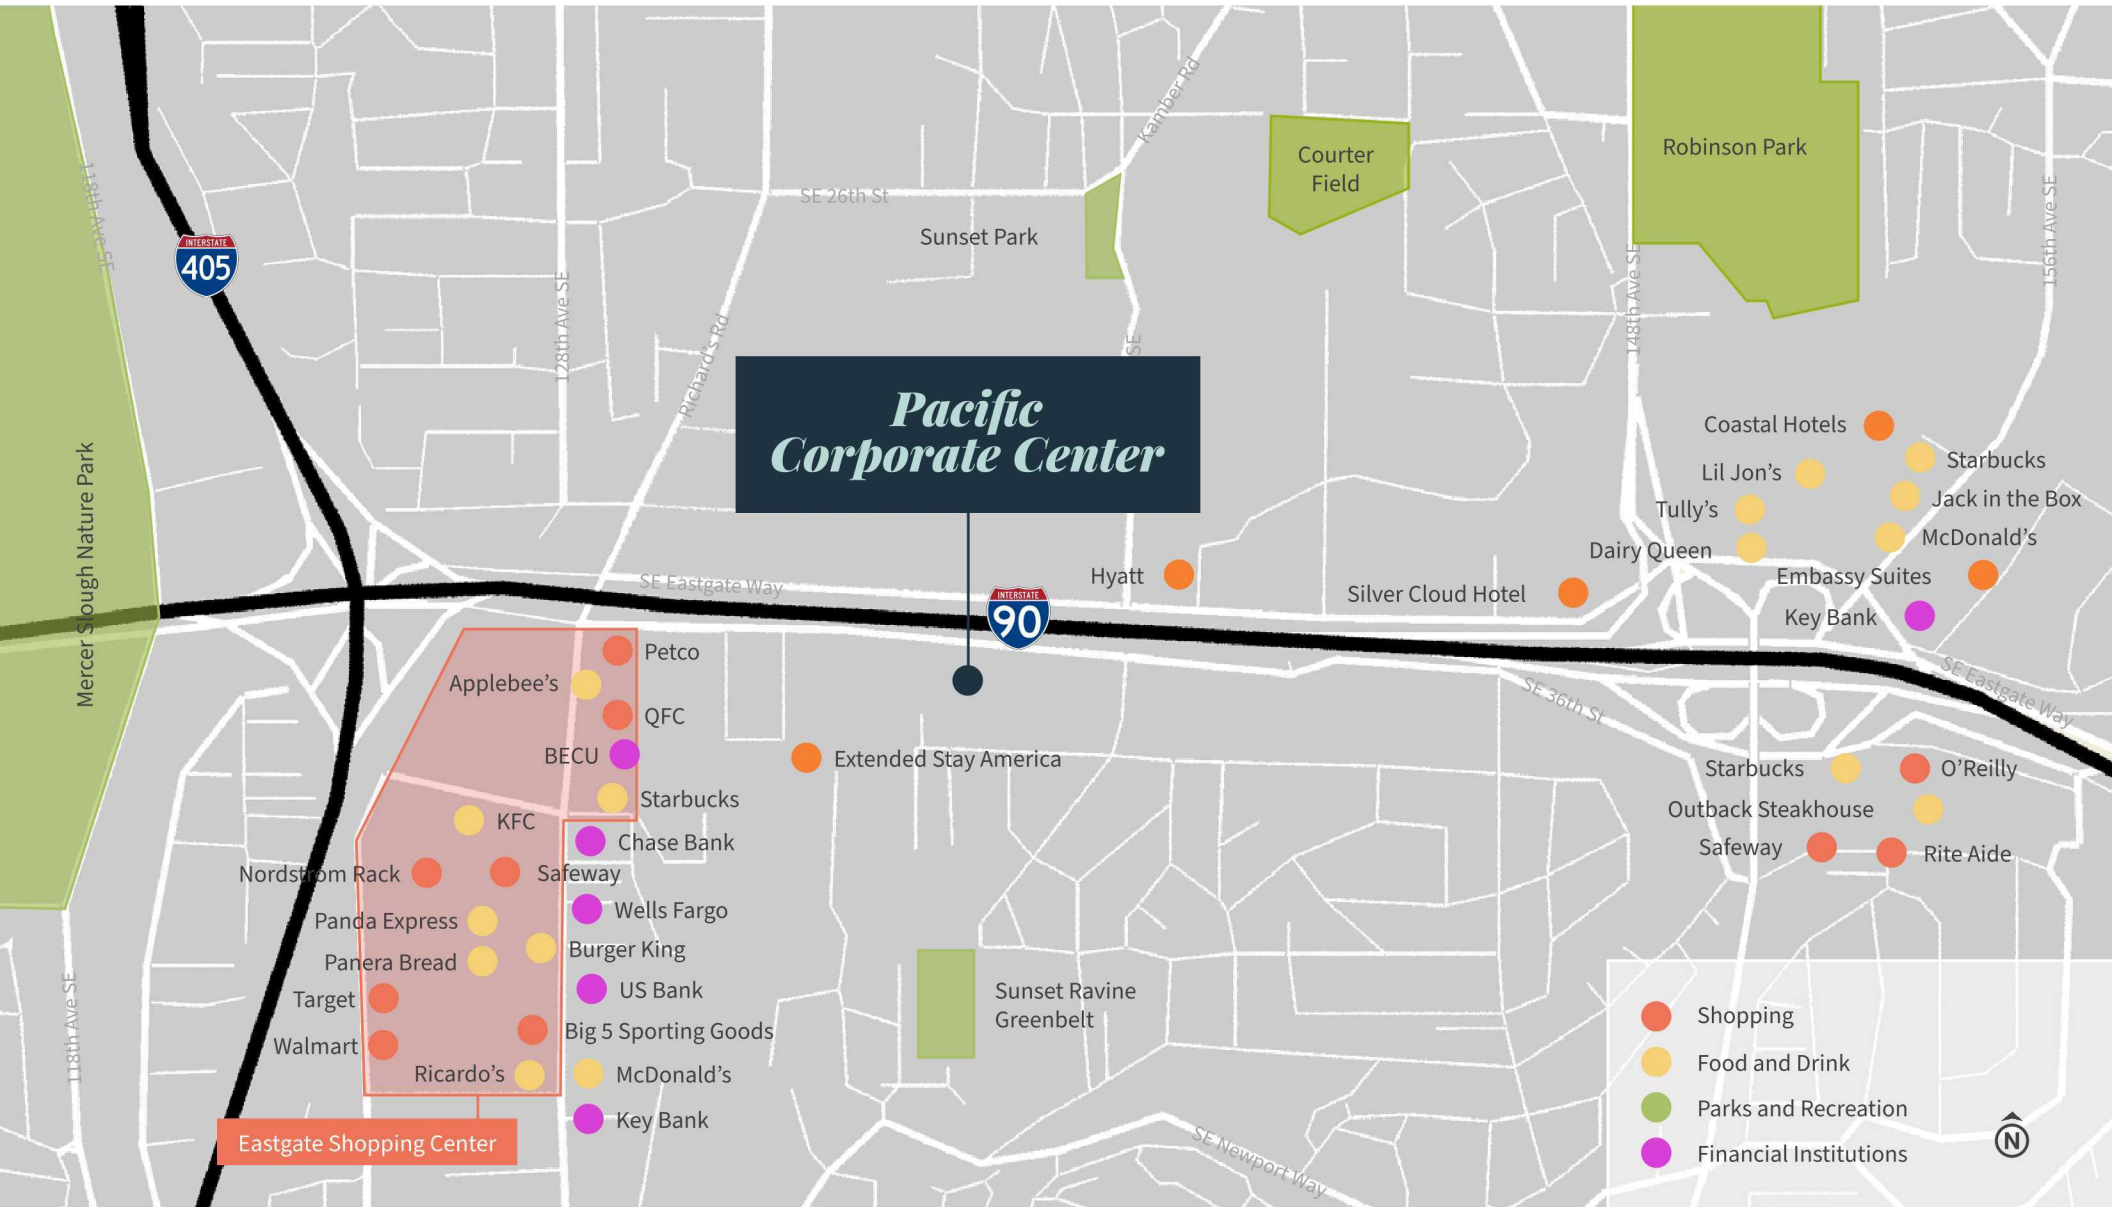 Kamber Rd
Courter
Field
Robinson Park
118th Ave SE
SE 26th St
156th Ave SE
Sunset Park
INTERSTATE
405
128th Ave SE
148th Ave SE
Richard's Rd
SE
Pacific
Corporate Center
Coastal Hotels
Starbucks
Lil Jon's
Jack in the Box
Tully's
McDonald's
Dairy Queen
Mercer Slough Nature Park
SE Eastgate Way
Hyatt
Silver Cloud Hotel
Embassy Suites
INTERSTATE
90
Key Bank
Petco
Applebee's
SE Eastgate Way
SE 36th St
QFC
BECU
Extended Stay America
Starbucks
O'Reilly
Starbucks
Outback Steakhouse
KFC
Chase Bank
Safeway
Rite Aide
Nordstrom Rack
Safeway
Wells Fargo
Panda Express
Burger King
Panera Bread
US Bank
Sunset Ravine
Greenbelt
Target
Big 5 Sporting Goods
118th Ave SE
Walmart
Ricardo's
McDonald's
Key Bank
Eastgate Shopping Center
SE Newport Way
Shopping
Food and Drink
Parks and Recreation
Financial Institutions
N